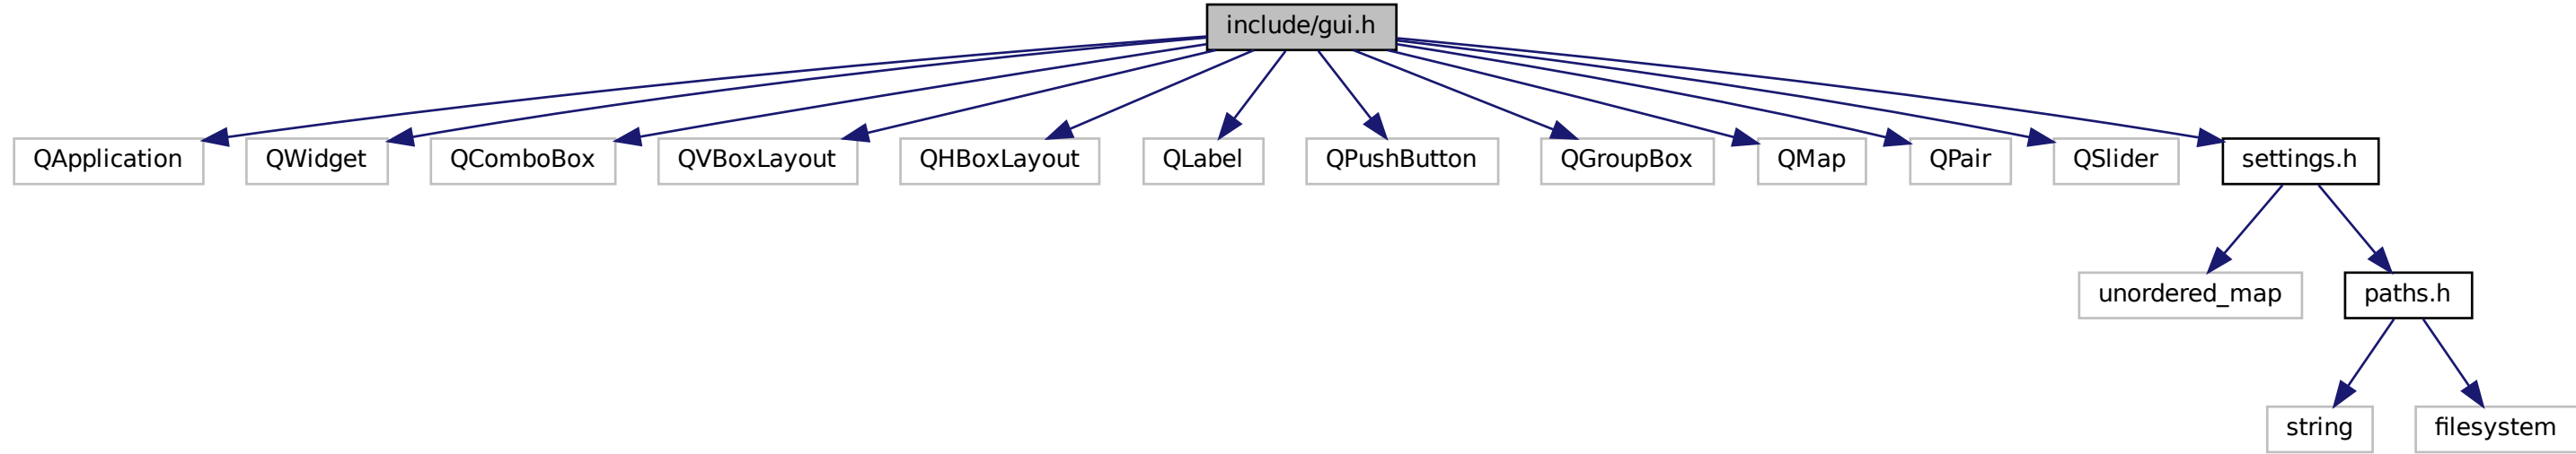 include/gui.h
QApplication
QWidget
QComboBox
QVBoxLayout
QHBoxLayout
QLabel
QPushButton
QGroupBox
QMap
QPair
QSlider
settings.h
unordered_map
paths.h
string
filesystem